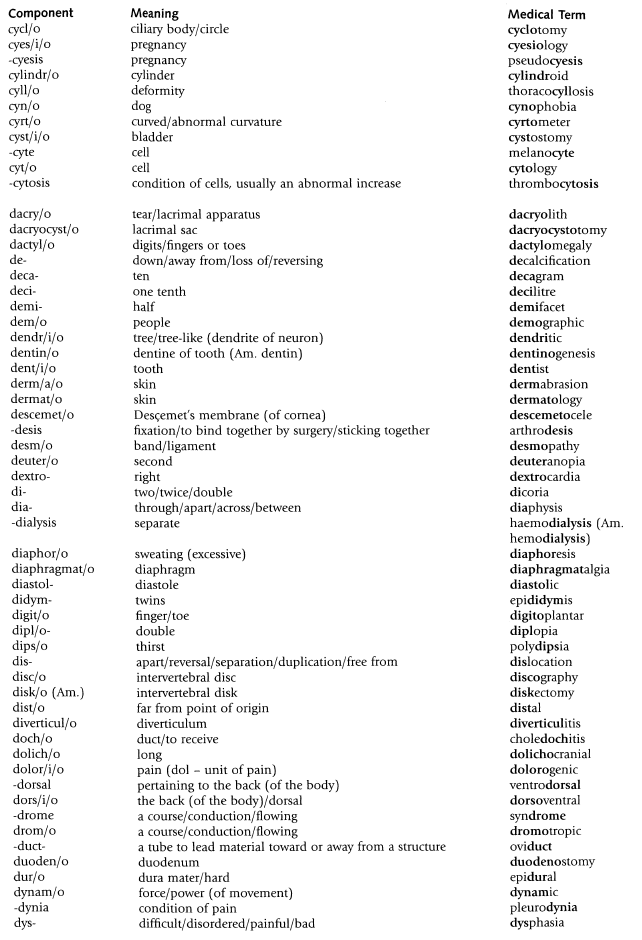 Component Meaning Medical Term
cycl/o ciliary body/circle cyclotomy
cyes/i/o pregnancy cyesiology
-cyesis pregnancy pseudocyesis
cylindr/o cylinder cylindroid
cyll/o deformity thoracocyllosis
cyn/o dog cynophobia
cyrt/o curved/abnormal curvature cyrtometer
cyst/i/o bladder cystostomy
-cyte cell melanocyte
cyt/o cell cytology
-cytosis condition of cells, usually an abnormal increase thrombocytosis
dacry/o tear/lacrimal apparatus dacryolith
dacryocyst/o lacrimal sac dacryocystotomy
dactyl/o digits/fingers or toes dactylomegaly
de- down/away from/loss of/reversing decalcification
deca- ten decagram
deci- one tenth decilitre
demi- half demifacet
dem/o people demographic
dendr/i/o tree/tree-like (dendrite of neuron) dendritic
dentin/o dentine of tooth (Am. dentin) dentinogenesis
dent/i/o tooth dentist
derm/a/o skin dermabrasion
dermat/o skin dermatology
descemet/o Desçemet's membrane (of cornea) descemetocele
-desis fixation/to bind together by surgery/sticking together arthrodesis
desm/o band/ligament desmopathy
deuter/o second deuteranopia
dextro- right dextrocardia
di- two/twice/double dicoria
dia- through/apart/across/between diaphysis
-dialysis separate haemodialysis (Am.
hemodialysis)
diaphor/o sweating (excessive) diaphoresis
diaphragmat/o diaphragm diaphragmatalgia
diastol- diastole diastolic
didym- twins epididymis
digit/o finger/toe digitoplantar
dipl/o- double diplopia
dips/o thirst polydipsia
dis- apart/reversal/separation/duplication/free from dislocation
disc/o intervertebral disc discography
disk/o (Am.) intervertebral disk diskectomy
dist/o far from point of origin distal
diverticul/o diverticulum diverticulitis
doch/o duct/to receive choledochitis
dolich/o long dolichocranial
dolor/i/o pain (dol – unit of pain) dolorogenic
-dorsal pertaining to the back (of the body) ventrodorsal
dors/i/o the back (of the body)/dorsal dorsoventral
-drome a course/conduction/flowing syndrome
drom/o a course/conduction/flowing dromotropic
-duct- a tube to lead material toward or away from a structure oviduct
duoden/o duodenum duodenostomy
dur/o dura mater/hard epidural
dynam/o force/power (of movement) dynamic
-dynia condition of pain pleurodynia
dys- difficult/disordered/painful/bad dysphasia